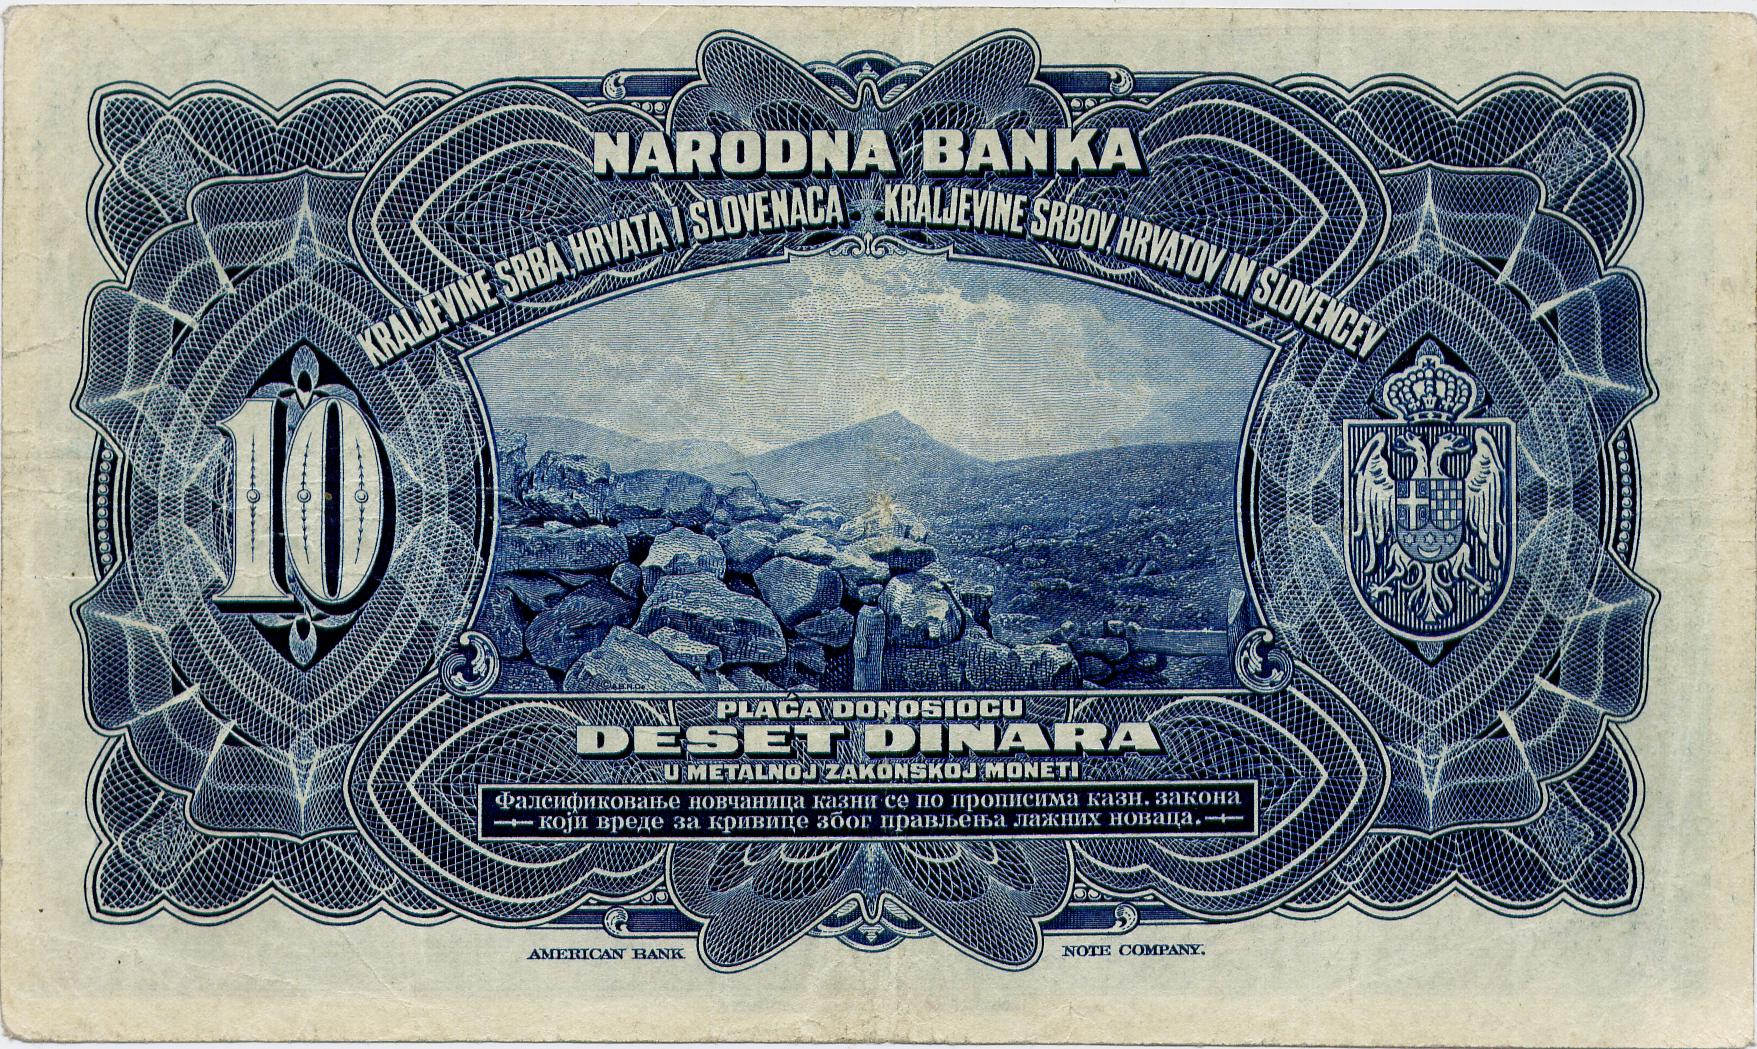 NARODNA BANKA
KRALJEVINE SRBA, HRVATA I SLOVENACA KRALJEVINE SRBOV, HRVATOV IN SLOVENCEV
10
PLAĆA DONOSIOCU
DESET DINARA
U METALNOJ ZAKONSKOJ MONETI
Фалсификовање новчаница казни се по прописима казн. закона
који вреде за кривице због прављења лажних новаца.
AMERICAN BANK NOTE COMPANY.